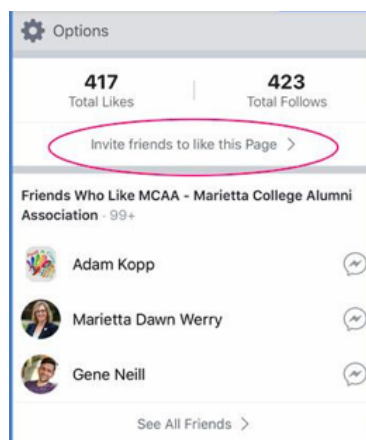 Options
417 423
Total Likes Total Follows
Invite friends to like this Page >
Friends Who Like MCAA - Marietta College Alumni
Association · 99+
Adam Kopp
Marietta Dawn Werry
Gene Neill
See All Friends >